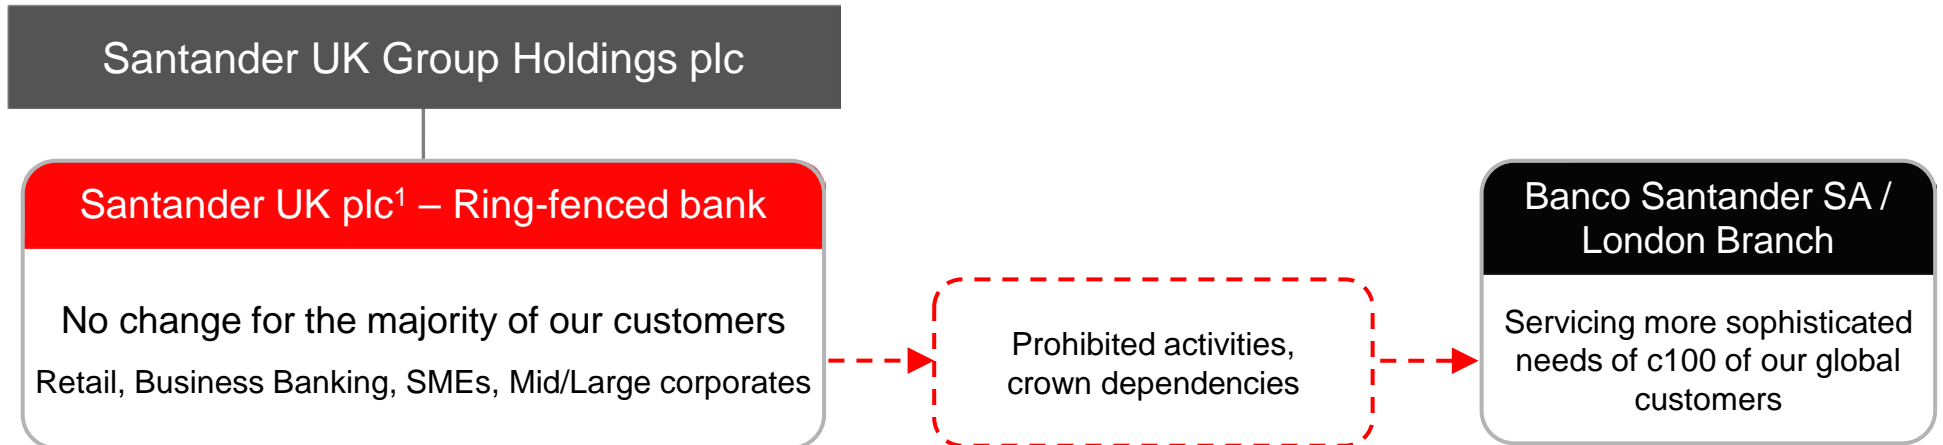 Santander UK Group Holdings plc
Santander UK plc¹ – Ring-fenced bank
No change for the majority of our customers
Retail, Business Banking, SMEs, Mid/Large corporates
Prohibited activities,
crown dependencies
Banco Santander SA /
London Branch
Servicing more sophisticated
needs of c100 of our global
customers